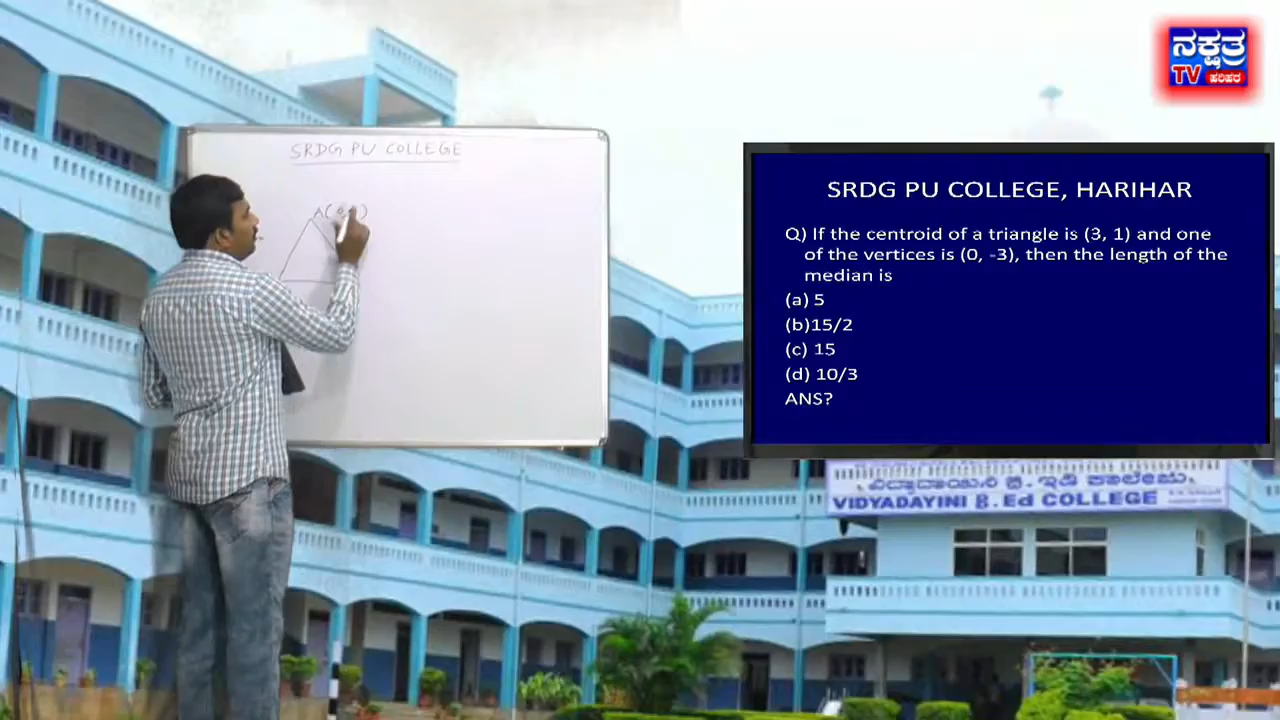 ನಕ್ಷತ್ರ
TV ಹರಿಹರ
SRDG PU COLLEGE
A(
SRDG PU COLLEGE, HARIHAR
Q) If the centroid of a triangle is (3, 1) and one
of the vertices is (0, -3), then the length of the
median is
(a) 5
(b)15/2
(c) 15
(d) 10/3
ANS?
VIDYADAYINI B.Ed COLLEGE